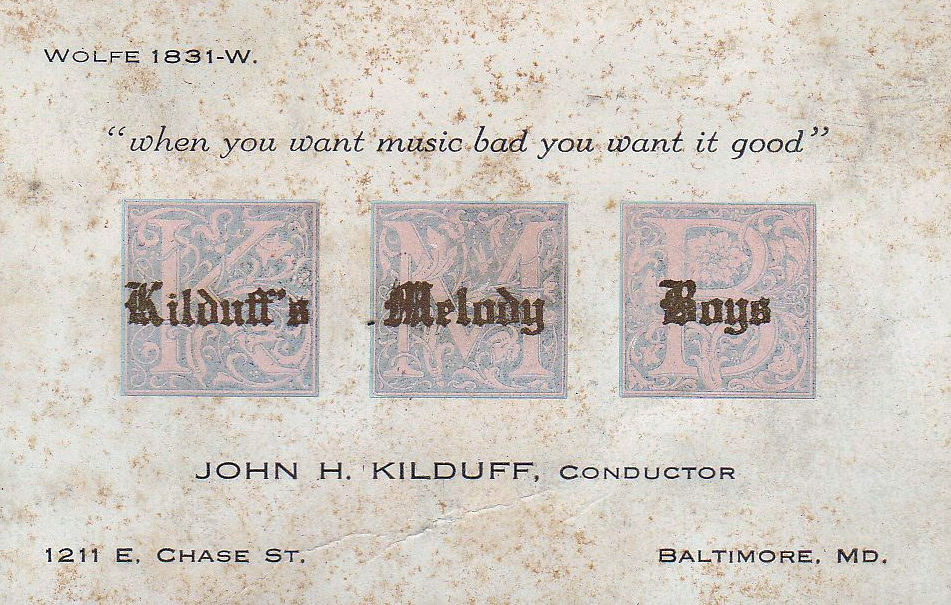 WOLFE 1831-W.
"when you want music bad you want it good"
Kilduff's Melody Boys
JOHN H. KILDUFF, CONDUCTOR
1211 E. CHASE ST. BALTIMORE, MD.